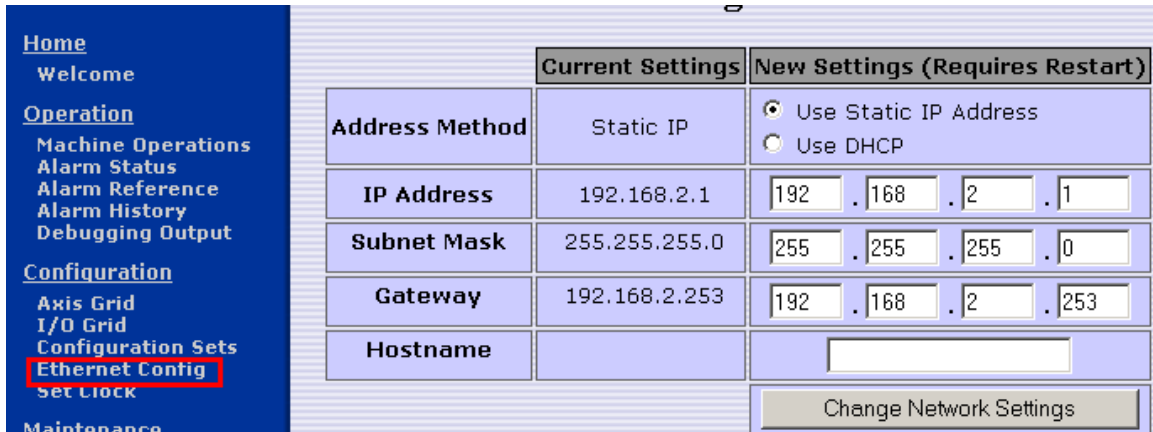 Home
Welcome
Operation
Machine Operations
Alarm Status
Alarm Reference
Alarm History
Debugging Output
Configuration
Axis Grid
I/O Grid
Configuration Sets
Ethernet Config
Set Clock
Maintenance
Current Settings New Settings (Requires Restart)
Address Method Static IP Use Static IP Address
Use DHCP
IP Address 192.168.2.1 192 . 168 . 2 . 1
Subnet Mask 255.255.255.0 255 . 255 . 255 . 0
Gateway 192.168.2.253 192 . 168 . 2 . 253
Hostname
Change Network Settings